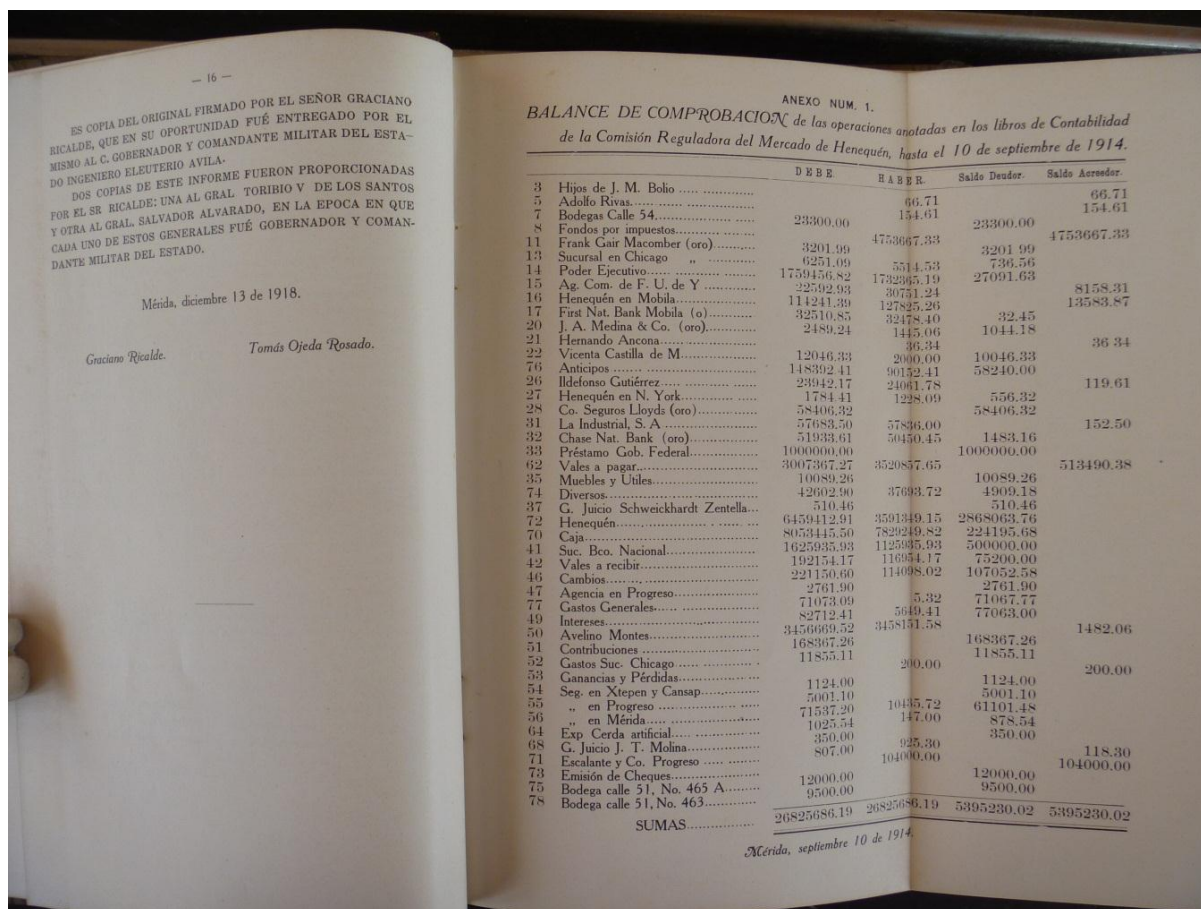 — 16 —
ES COPIA DEL ORIGINAL FIRMADO POR EL SEÑOR GRACIANO
RICALDE, QUE EN SU OPORTUNIDAD FUÉ ENTREGADO POR EL
MISMO AL C. GOBERNADOR Y COMANDANTE MILITAR DEL ESTA-
DO INGENIERO ELEUTERIO AVILA.
DOS COPIAS DE ESTE INFORME FUERON PROPORCIONADAS
POR EL SR RICALDE: UNA AL GRAL TORIBIO V DE LOS SANTOS
Y OTRA AL GRAL. SALVADOR ALVARADO, EN LA EPOCA EN QUE
CADA UNO DE ESTOS GENERALES FUÉ GOBERNADOR Y COMAN-
DANTE MILITAR DEL ESTADO.
Mérida, diciembre 13 de 1918.
Graciano Ricalde. Tomás Ojeda Rosado.
ANEXO NUM. 1.
BALANCE DE COMPROBACION de las operaciones anotadas en los libros de Contabilidad
de la Comisión Reguladora del Mercado de Henequén, hasta el 10 de septiembre de 1914.
DEBE. HABER. Saldo Deudor. Saldo Acreedor.
3 Hijos de J. M. Bolio 66.71 66.71
5 Adolfo Rivas 154.61 154.61
7 Bodegas Calle 54 23300.00 23300.00
8 Fondos por impuestos 4753667.33 4753667.33
11 Frank Gair Macomber (oro) 3201.99 3201 99
13 Sucursal en Chicago „ 6251.09 5514.53 736.56
14 Poder Ejecutivo 1759456.82 1732365.19 27091.63
15 Ag. Com. de F. U. de Y 22592.93 30751.24 8158.31
16 Henequén en Mobila 114241.39 127825.26 13583.87
17 First Nat. Bank Mobila (o) 32510.85 32478.40 32.45
20 J. A. Medina & Co. (oro) 2489.24 1445.06 1044.18
21 Hernando Ancona 36.34 36 34
22 Vicenta Castilla de M 12046.33 2000.00 10046.33
76 Anticipos 148392.41 90152.41 58240.00
26 Ildefonso Gutiérrez 23942.17 24061.78 119.61
27 Henequén en N. York 1784.41 1228.09 556.32
28 Co. Seguros Lloyds (oro) 58406.32 58406.32
31 La Industrial, S. A 57683.50 57836.00 152.50
32 Chase Nat. Bank (oro) 51933.61 50450.45 1483.16
33 Préstamo Gob. Federal 1000000.00 1000000.00
62 Vales a pagar 3007367.27 3520857.65 513490.38
35 Muebles y Utiles 10089.26 10089.26
74 Diversos 42602.90 37693.72 4909.18
37 G. Juicio Schweickhardt Zentella 510.46 510.46
72 Henequén 6459412.91 3591349.15 2868063.76
70 Caja 8053445.50 7829249.82 224195.68
41 Suc. Bco. Nacional 1625935.93 1125935.93 500000.00
42 Vales a recibir 192154.17 116954.17 75200.00
46 Cambios 221150.60 114098.02 107052.58
47 Agencia en Progreso 2761.90 2761.90
77 Gastos Generales 71073.09 5.32 71067.77
49 Intereses 82712.41 5649.41 77063.00
50 Avelino Montes 3456669.52 3458151.58 1482.06
51 Contribuciones 168367.26 168367.26
52 Gastos Suc. Chicago 11855.11 11855.11
53 Ganancias y Pérdidas 200.00 200.00
54 Seg. en Xtepen y Cansap 1124.00 1124.00
55 „ en Progreso 5001.10 5001.10
56 „ en Mérida 71537.20 10435.72 61101.48
64 Exp Cerda artificial 1025.54 147.00 878.54
68 G. Juicio J. T. Molina 350.00 350.00
71 Escalante y Co. Progreso 807.00 925.30 118.30
73 Emisión de Cheques 104000.00 104000.00
75 Bodega calle 51, No. 465 A 12000.00 12000.00
78 Bodega calle 51, No. 463 9500.00 9500.00
SUMAS 26825686.19 26825686.19 5395230.02 5395230.02
Mérida, septiembre 10 de 1914.